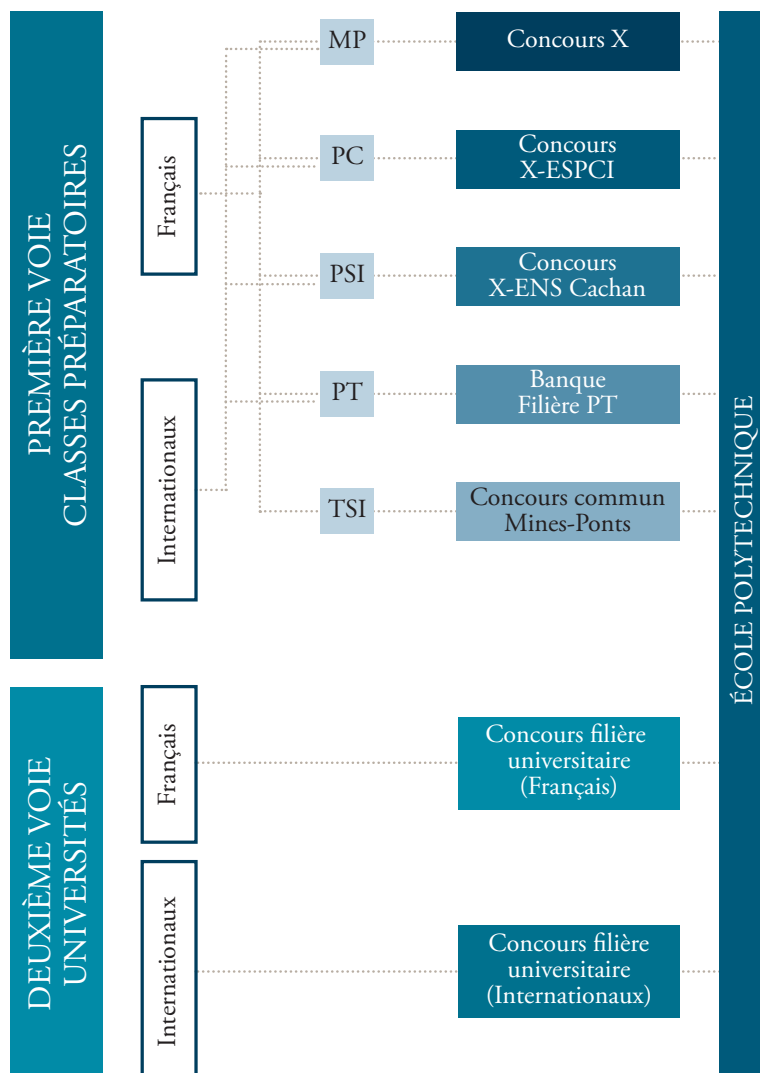 PREMIÈRE VOIE
CLASSES PRÉPARATOIRES
Français
Internationaux
MP
Concours X
PC
Concours
X-ESPCI
PSI
Concours
X-ENS Cachan
PT
Banque
Filière PT
TSI
Concours commun
Mines-Ponts
DEUXIÈME VOIE
UNIVERSITÉS
Français
Concours filière
universitaire
(Français)
Internationaux
Concours filière
universitaire
(Internationaux)
ÉCOLE POLYTECHNIQUE